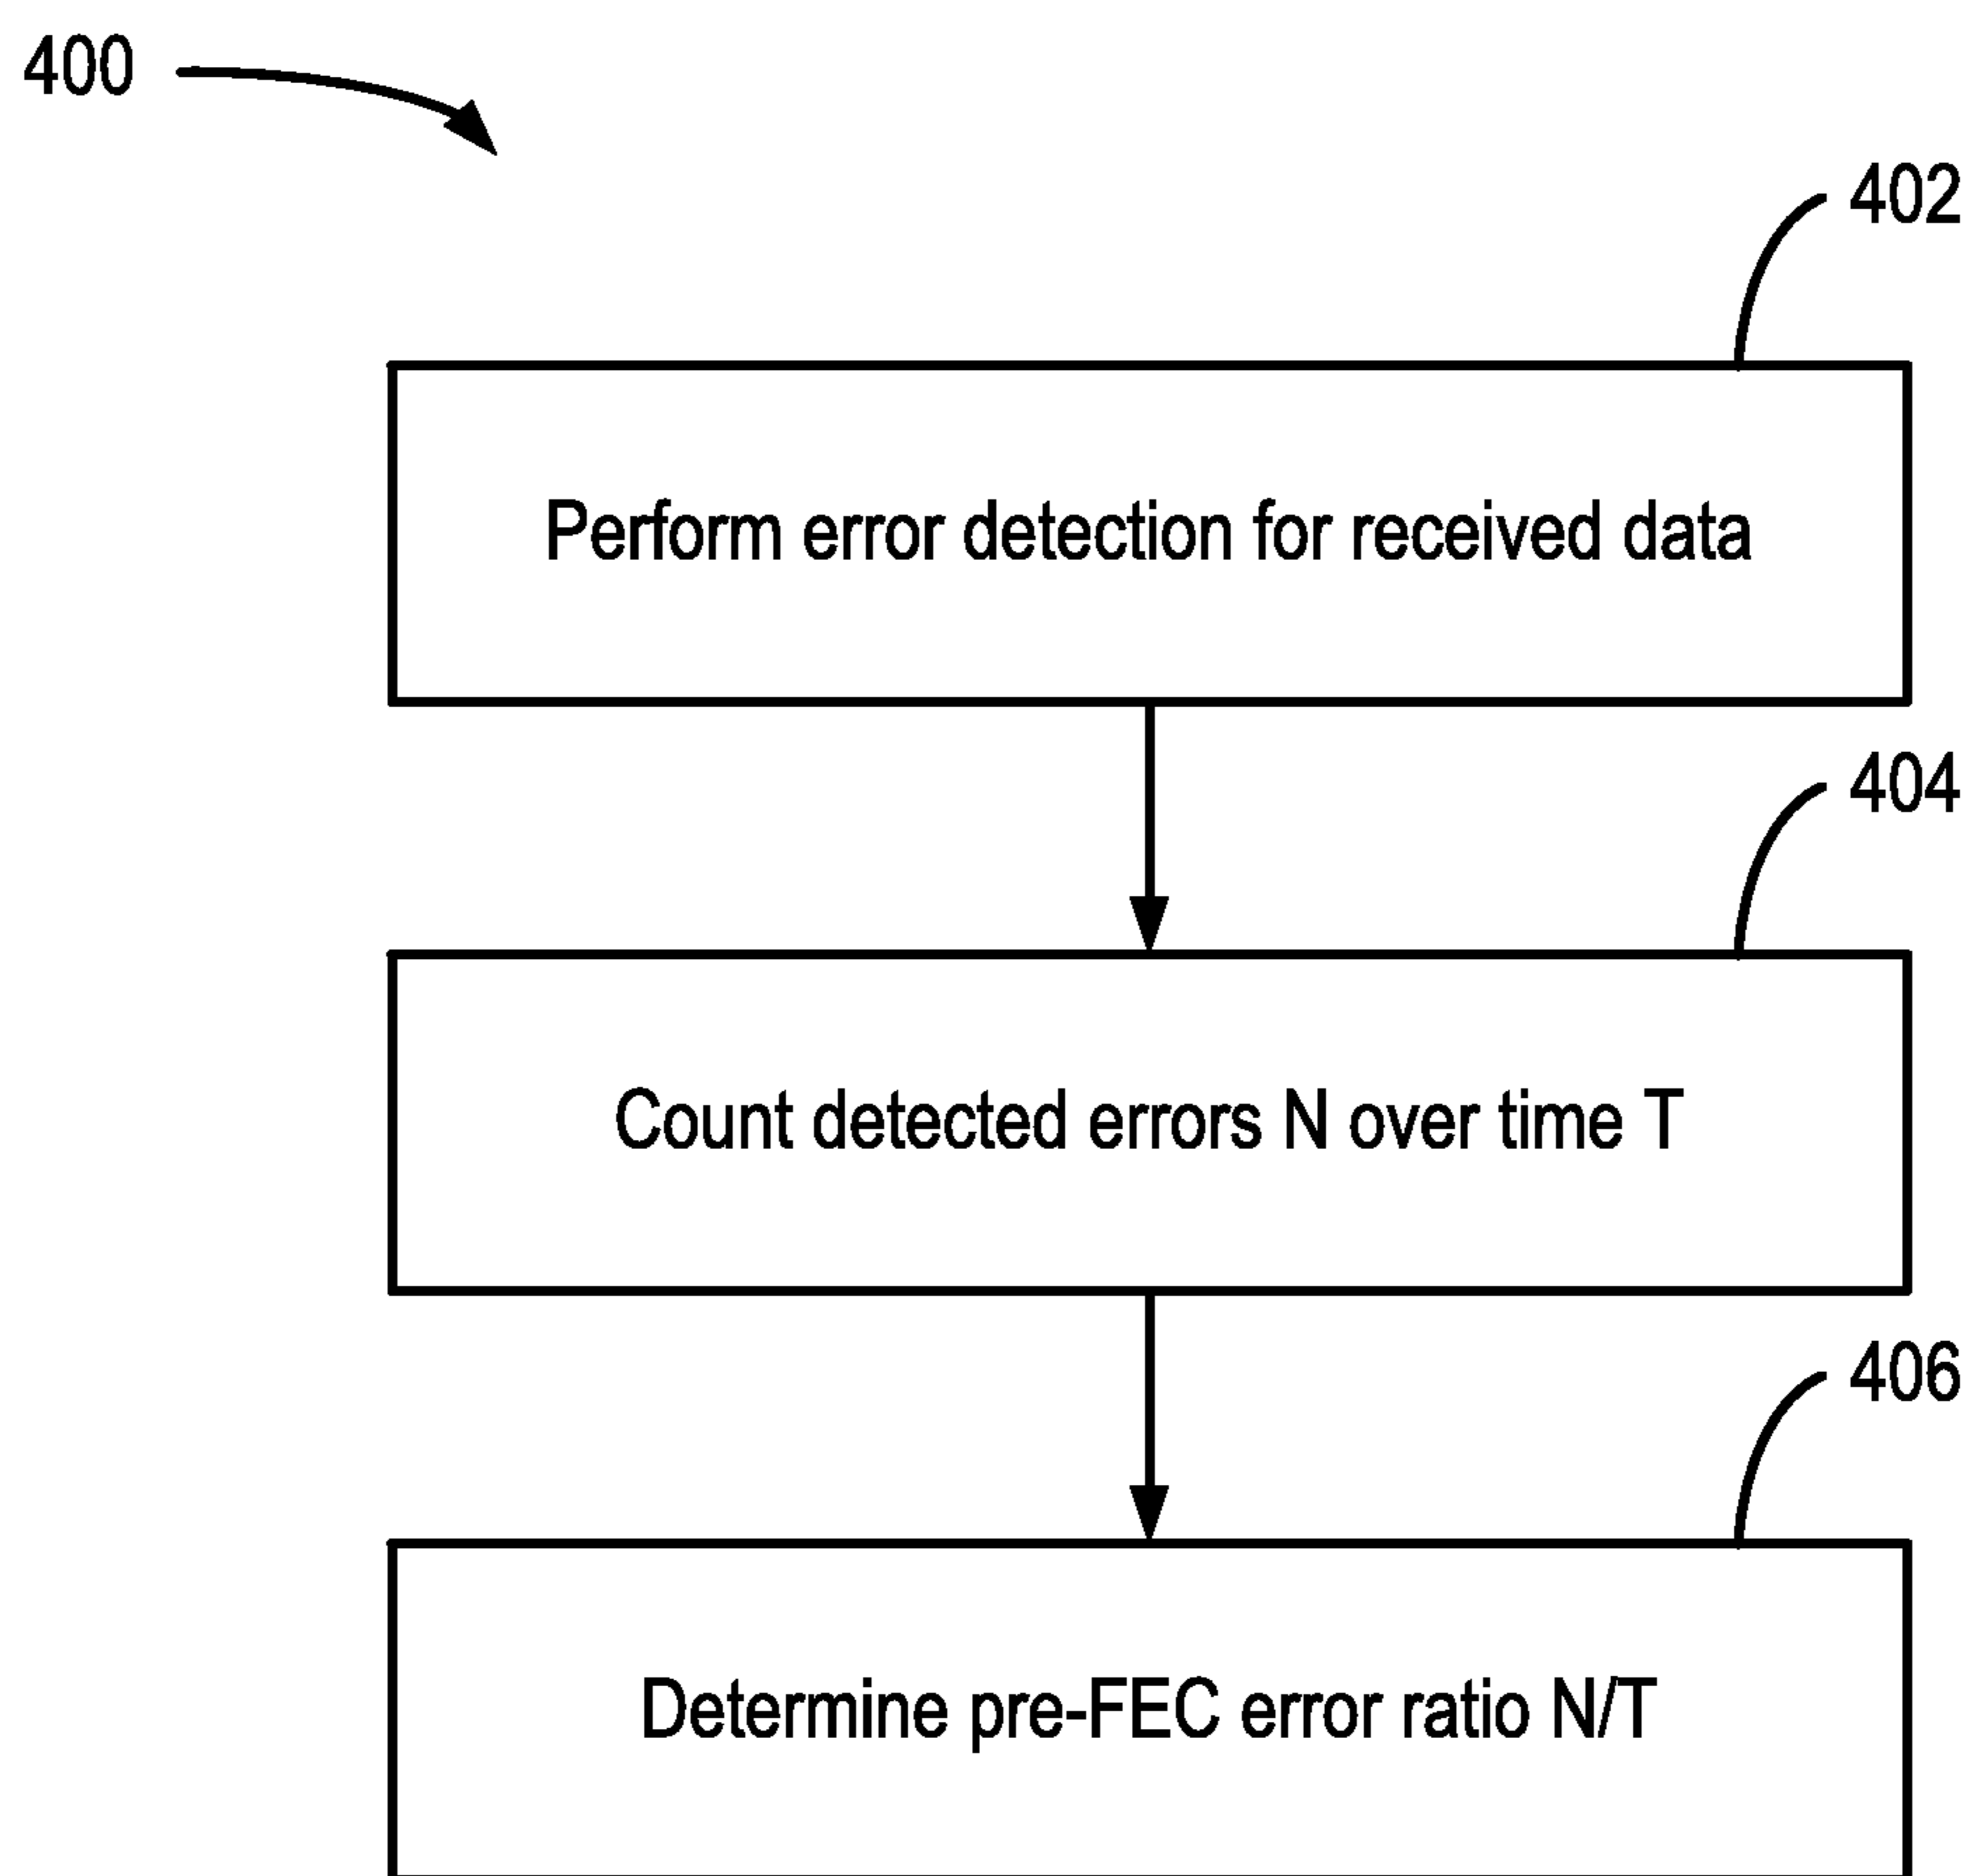 400
402
Perform error detection for received data
404
Count detected errors N over time T
406
Determine pre-FEC error ratio N/T